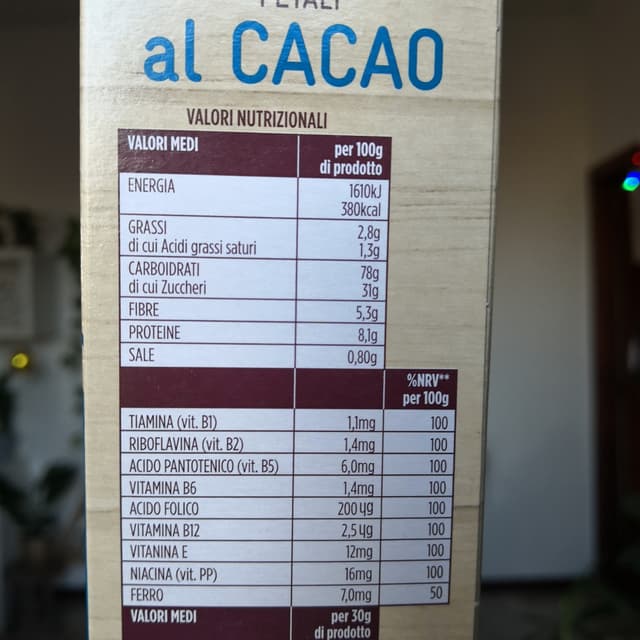 PETALI
al CACAO
VALORI NUTRIZIONALI
VALORI MEDI per 100g
di prodotto
ENERGIA 1610kJ
380kcal
GRASSI 2,8g
di cui Acidi grassi saturi 1,3g
CARBOIDRATI 78g
di cui Zuccheri 31g
FIBRE 5,3g
PROTEINE 8,1g
SALE 0,80g
%NRV**
per 100g
TIAMINA (vit. B1) 1,1mg 100
RIBOFLAVINA (vit. B2) 1,4mg 100
ACIDO PANTOTENICO (vit. B5) 6,0mg 100
VITAMINA B6 1,4mg 100
ACIDO FOLICO 200 µg 100
VITAMINA B12 2,5 µg 100
VITANINA E 12mg 100
NIACINA (vit. PP) 16mg 100
FERRO 7,0mg 50
VALORI MEDI per 30g
di prodotto